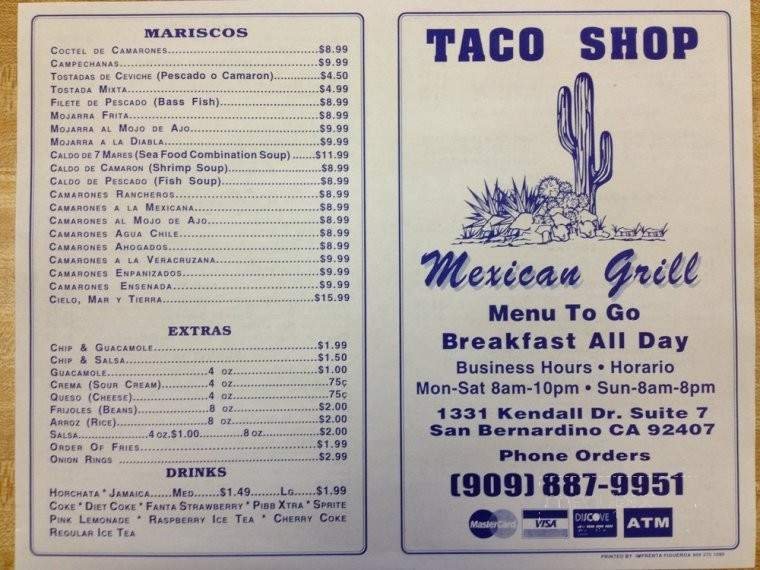 MARISCOS
COCTEL DE CAMARONES....................................$8.99
CAMPECHANAS................................................$9.99
TOSTADAS DE CEVICHE (Pescado o Camaron).............$4.50
TOSTADA MIXTA................................................$4.99
FILETE DE PESCADO (Bass Fish)..........................$8.99
MOJARRA FRITA...............................................$8.99
MOJARRA AL MOJO DE AJO.................................$9.99
MOJARRA A LA DIABLA.......................................$9.99
CALDO DE 7 MARES (Sea Food Combination Soup) .......$11.99
CALDO DE CAMARON (Shrimp Soup)........................$8.99
CALDO DE PESCADO (Fish Soup)..........................$8.99
CAMARONES RANCHEROS.....................................$8.99
CAMARONES A LA MEXICANA.................................$8.99
CAMARONES AL MOJO DE AJO...............................$8.99
CAMARONES AGUA CHILE.....................................$8.99
CAMARONES AHOGADOS.......................................$8.99
CAMARONES A LA VERACRUZANA............................$9.99
CAMARONES ENPANIZADOS....................................$9.99
CAMARONES ENSENADA.......................................$9.99
CIELO, MAR Y TIERRA........................................$15.99
EXTRAS
CHIP & GUACAMOLE..........................................$1.99
CHIP & SALSA.................................................$1.50
GUACAMOLE................4 OZ.........................$1.00
CREMA (SOUR CREAM)............4 OZ........................75¢
QUESO (CHEESE)..................4 OZ........................75¢
FRIJOLES (BEANS)................8 OZ......................$2.00
ARROZ (RICE)......................8 OZ......................$2.00
SALSA................4 OZ.$1.00...........8 OZ..............$2.00
ORDER OF FRIES..............................................$1.99
ONION RINGS .................................................$2.99
DRINKS
HORCHATA * JAMAICA......MED.......$1.49........LG.....$1.99
COKE * DIET COKE * FANTA STRAWBERRY * PIBB XTRA * SPRITE
PINK LEMONADE * RASPBERRY ICE TEA * CHERRY COKE
REGULAR ICE TEA
TACO SHOP
Mexican Grill
Menu To Go
Breakfast All Day
Business Hours • Horario
Mon-Sat 8am-10pm • Sun-8am-8pm
1331 Kendall Dr. Suite 7
San Bernardino CA 92407
Phone Orders
(909) 887-9951
MasterCard VISA DISCOVE ATM
PRINTED BY IMPRENTA FIGUEROA